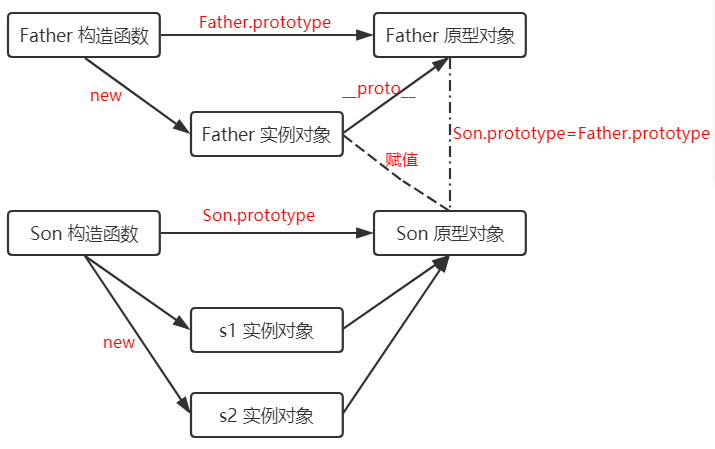 Father.prototype
Father 构造函数
Father 原型对象
new
__proto__
Father 实例对象
Son.prototype=Father.prototype
赋值
Son.prototype
Son 构造函数
Son 原型对象
s1 实例对象
new
s2 实例对象